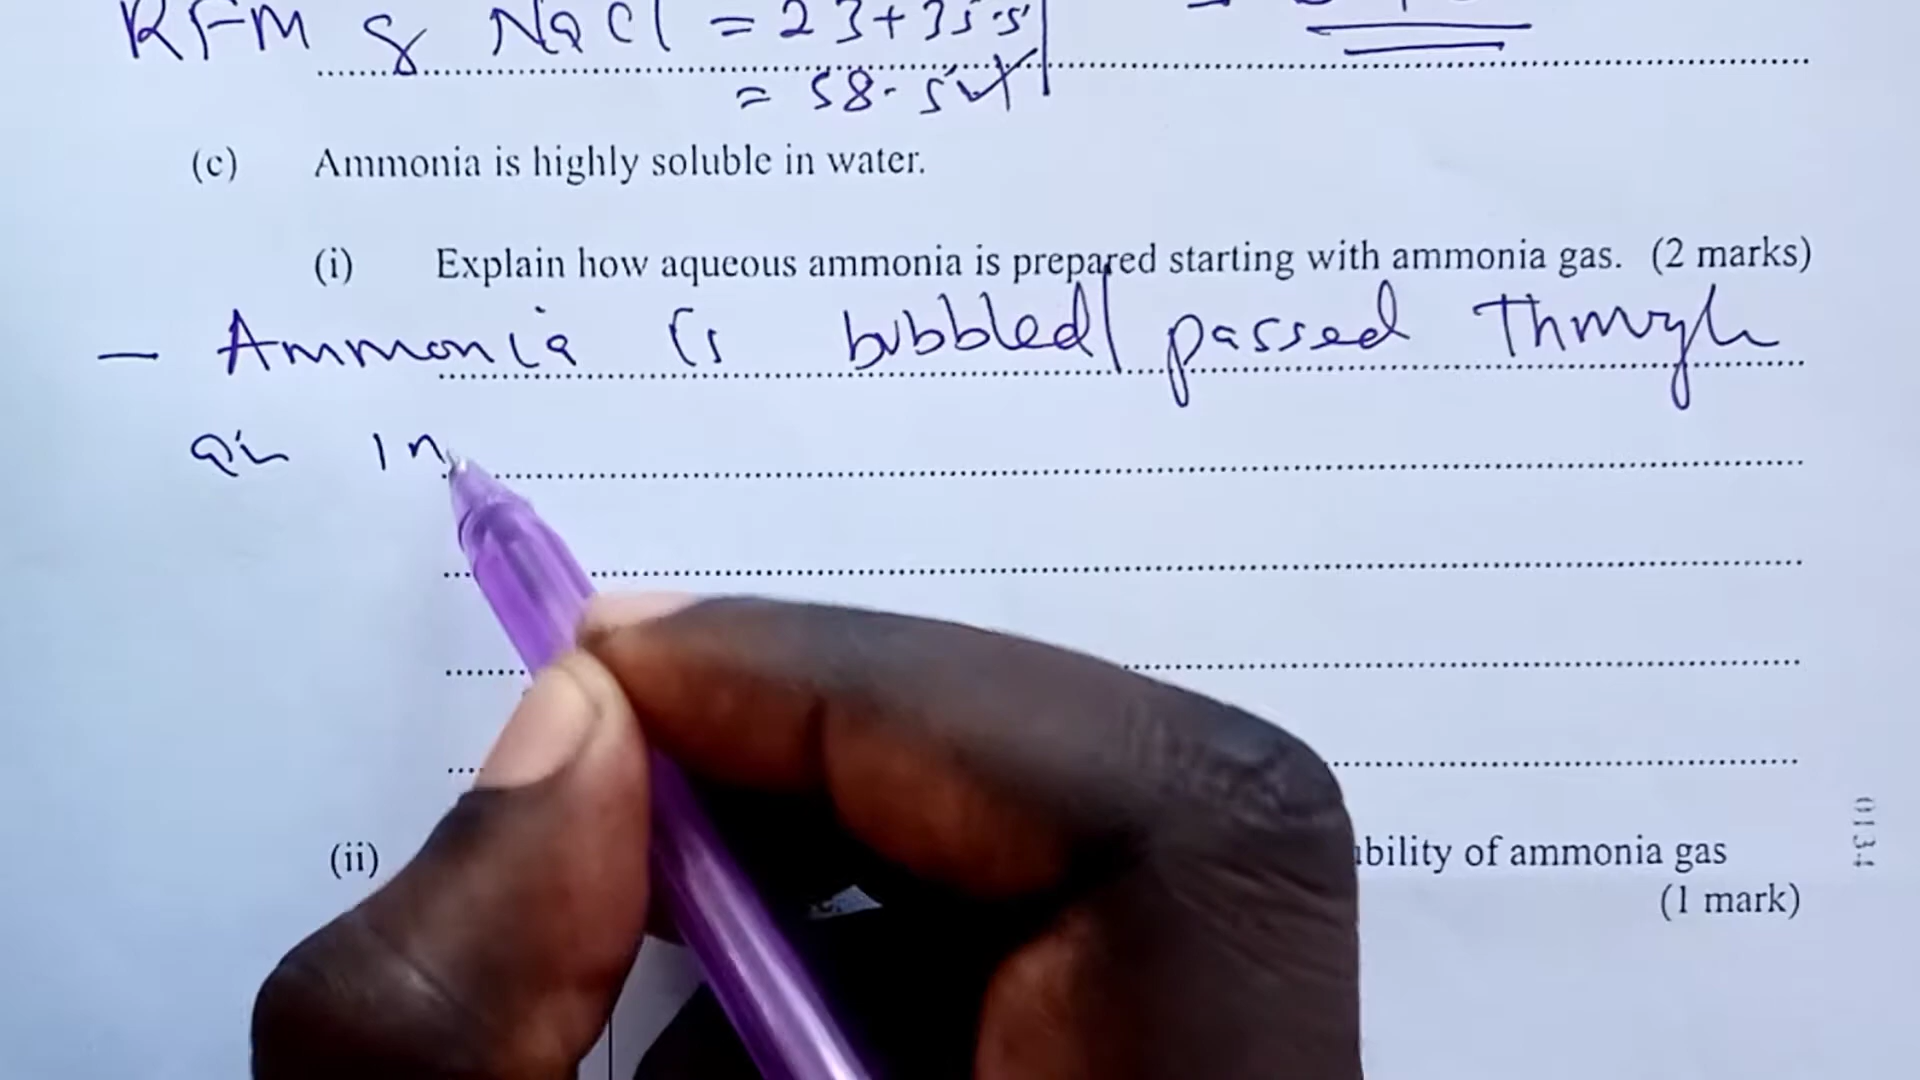 RFM of NaCl = 23+35.5
= 58.5
(c) Ammonia is highly soluble in water.
(i) Explain how aqueous ammonia is prepared starting with ammonia gas. (2 marks)
— Ammonia is bubbled/passed through
an in
(ii) bility of ammonia gas
(1 mark)
0134